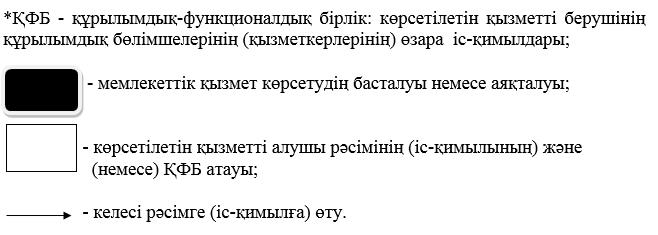 *ҚФБ - құрылымдық-функционалдық бірлік: көрсетілетін қызметті берушінің
құрылымдық бөлімшелерінің (қызметкерлерінің) өзара іс-қимылдары;
- мемлекеттік қызмет көрсетудің басталуы немесе аяқталуы;
- көрсетілетін қызметті алушы рәсімінің (іс-қимылының) және
(немесе) ҚФБ атауы;
- келесі рәсімге (іс-қимылға) өту.